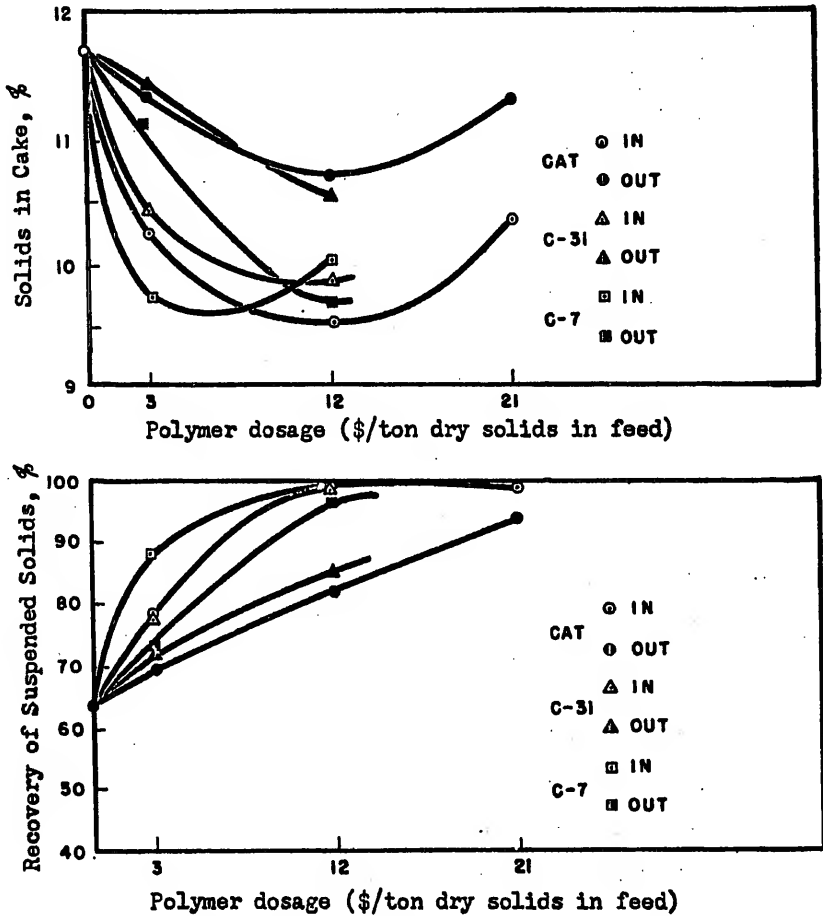 12
11
10
9
Solids in Cake, %
0 3 12 21
Polymer dosage ($/ton dry solids in feed)
CAT
IN
OUT
C-31
IN
OUT
C-7
IN
OUT
100
90
80
70
60
50
40
Recovery of Suspended Solids, %
3 12 21
Polymer dosage ($/ton dry solids in feed)
CAT
IN
OUT
C-31
IN
OUT
C-7
IN
OUT